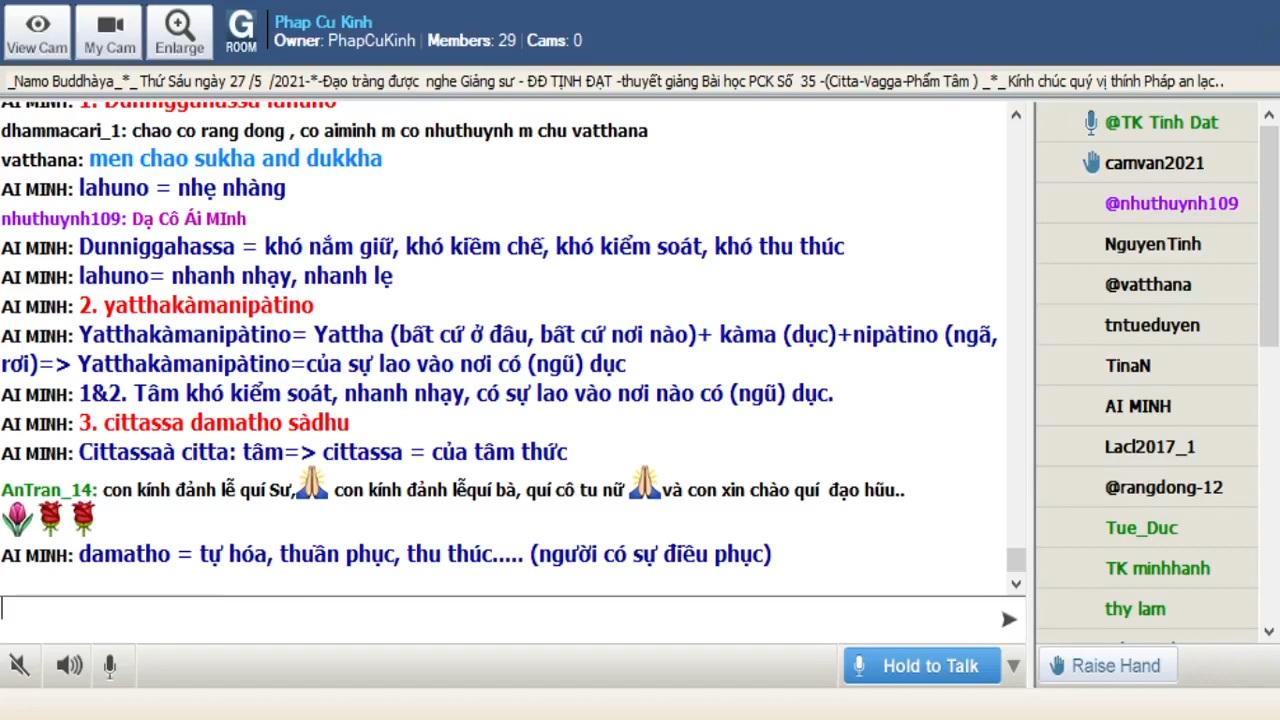 View Cam
My Cam
Enlarge
G
ROOM
Phap Cu Kinh
Owner: PhapCuKinh | Members: 29 | Cams: 0
_Namo Buddhàya_*_ Thứ Sáu ngày 27 /5 /2021-*-Đạo tràng được nghe Giảng sư - ĐĐ TỊNH ĐẠT -thuyết giảng Bài học PCK Số 35 -(Citta-Vagga-Phẩm Tâm ) _*_ Kính chúc quý vị thính Pháp an lạc..
AI MINH: 1. Dunniggahassa lahuno
dhammacari_1: chao co rang dong , co aiminh m co nhuthuynh m chu vatthana
vatthana: men chao sukha and dukkha
AI MINH: lahuno = nhẹ nhàng
nhuthuynh109: Dạ Cô Ái MInh
AI MINH: Dunniggahassa = khó nắm giữ, khó kiềm chế, khó kiểm soát, khó thu thúc
AI MINH: lahuno= nhanh nhạy, nhanh lẹ
AI MINH: 2. yatthakàmanipàtino
AI MINH: Yatthakàmanipàtino= Yattha (bất cứ ở đâu, bất cứ nơi nào)+ kàma (dục)+nipàtino (ngã,
rơi)=> Yatthakàmanipàtino=của sự lao vào nơi có (ngũ) dục
AI MINH: 1&2. Tâm khó kiểm soát, nhanh nhạy, có sự lao vào nơi nào có (ngũ) dục.
AI MINH: 3. cittassa damatho sàdhu
AI MINH: Cittassaà citta: tâm=> cittassa = của tâm thức
AnTran_14: con kính đảnh lễ quí Sư, con kính đảnh lễquí bà, quí cô tu nữ và con xin chào quí đạo hữu..
AI MINH: damatho = tự hóa, thuần phục, thu thúc..... (người có sự điều phục)
@TK Tinh Dat
camvan2021
@nhuthuynh109
NguyenTinh
@vatthana
tntueduyen
TinaN
AI MINH
Lacl2017_1
@rangdong-12
Tue_Duc
TK minhhanh
thy lam
Hold to Talk
Raise Hand